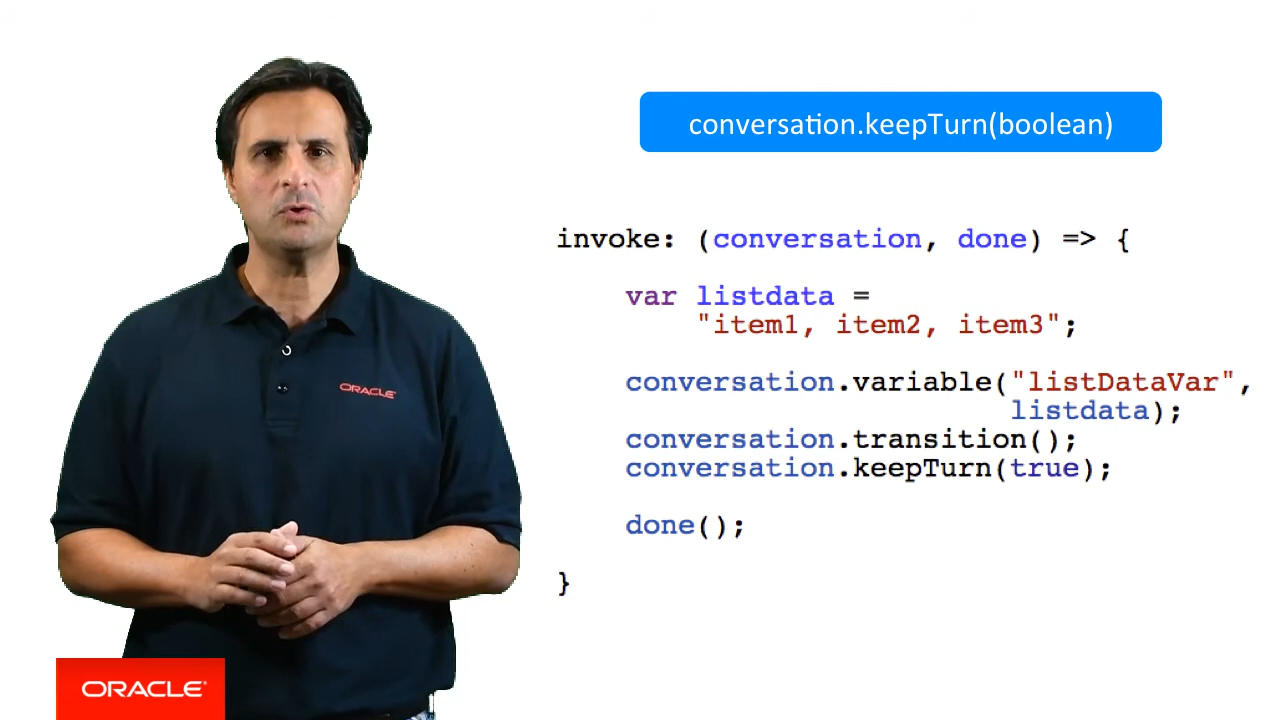 conversation.keepTurn(boolean)
invoke: (conversation, done) => {
var listdata =
"item1, item2, item3";
conversation.variable("listDataVar",
listdata);
conversation.transition();
conversation.keepTurn(true);
done();
}
ORACLE
ORACLE